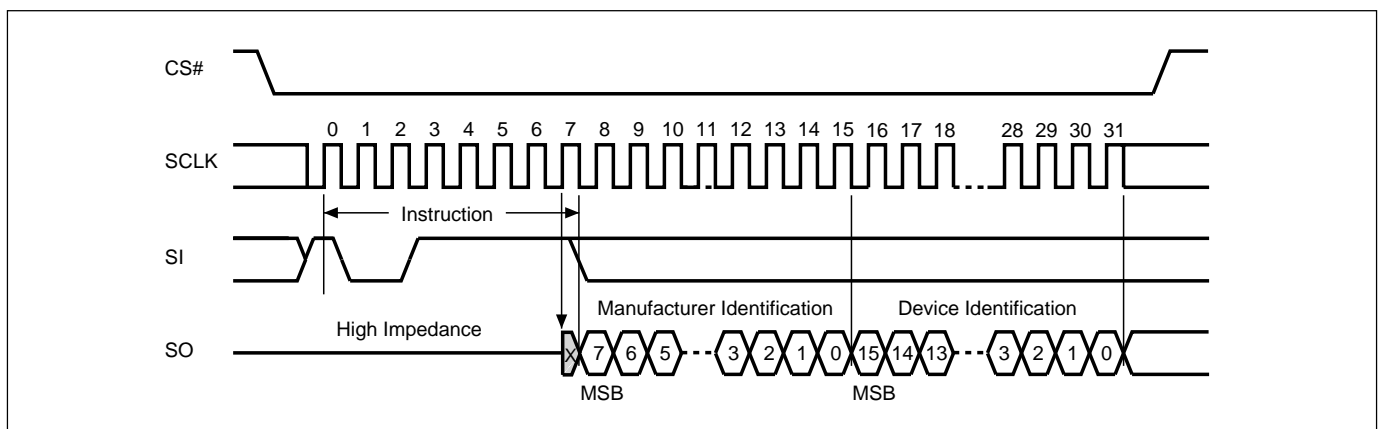 CS#
0 1 2 3 4 5 6 7 8 9 10 11 12 13 14 15 16 17 18 28 29 30 31
SCLK
Instruction
SI
Manufacturer Identification Device Identification
High Impedance
SO X 7 6 5 3 2 1 0 15 14 13 3 2 1 0
MSB MSB